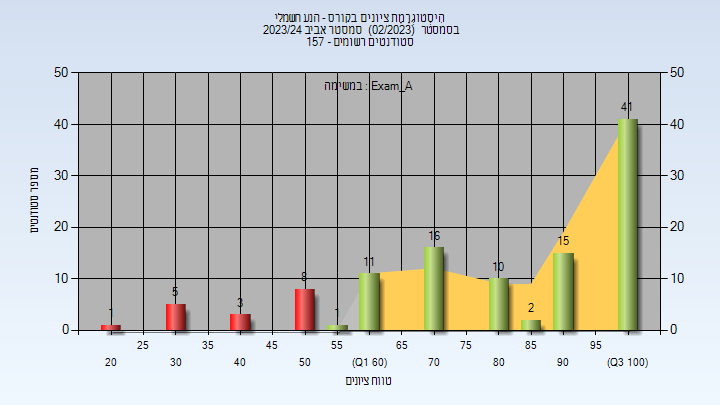 היסטוגרמת ציונים בקורס - הנע חשמלי
בסמסטר (02/2023) סמסטר אביב 2023/24
סטודנטים רשומים - 157
במשימה : Exam_A
50 50
40 40
30 30
20 20
10 10
0 0
מספר סטודנטים
1 5 3 8 1 11 16 10 2 15 41
25 35 45 55 65 75 85 95
20 30 40 50 (Q1 60) 70 80 90 (Q3 100)
טווח ציונים